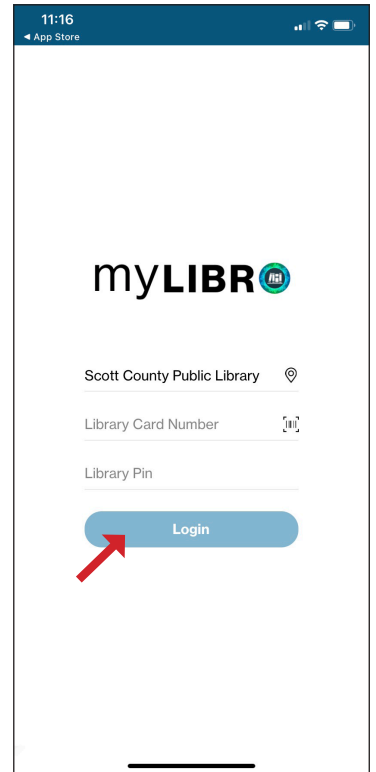 11:16
◀ App Store
myLIBRO
Scott County Public Library
Library Card Number
Library Pin
Login